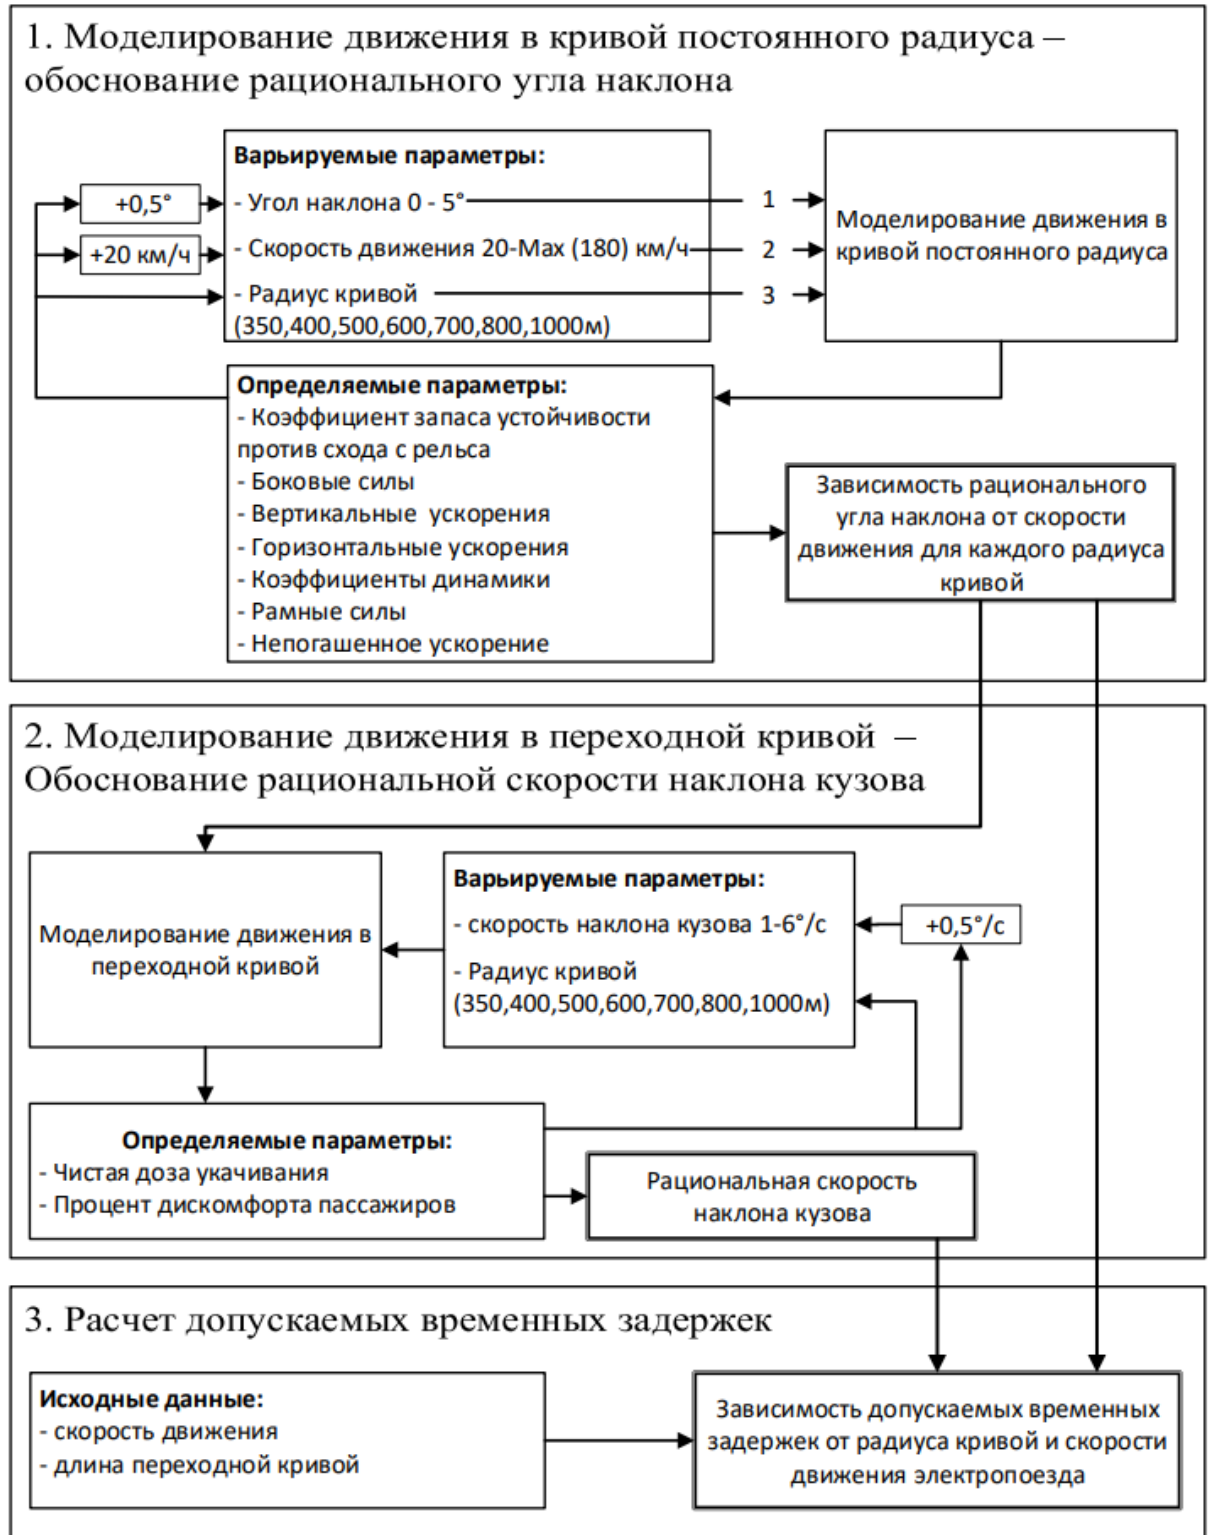 1. Моделирование движения в кривой постоянного радиуса –
обоснование рационального угла наклона
Варьируемые параметры:
+0,5°
- Угол наклона 0 - 5°
1
+20 км/ч
- Скорость движения 20-Max (180) км/ч
2
- Радиус кривой
3
(350,400,500,600,700,800,1000м)
Моделирование движения в
кривой постоянного радиуса
Определяемые параметры:
- Коэффициент запаса устойчивости
против схода с рельса
- Боковые силы
- Вертикальные ускорения
- Горизонтальные ускорения
- Коэффициенты динамики
- Рамные силы
- Непогашенное ускорение
Зависимость рационального
угла наклона от скорости
движения для каждого радиуса
кривой
2. Моделирование движения в переходной кривой –
Обоснование рациональной скорости наклона кузова
Моделирование движения в
переходной кривой
Варьируемые параметры:
- скорость наклона кузова 1-6°/с
- Радиус кривой
(350,400,500,600,700,800,1000м)
+0,5°/с
Определяемые параметры:
- Чистая доза укачивания
- Процент дискомфорта пассажиров
Рациональная скорость
наклона кузова
3. Расчет допускаемых временных задержек
Исходные данные:
- скорость движения
- длина переходной кривой
Зависимость допускаемых временных
задержек от радиуса кривой и скорости
движения электропоезда